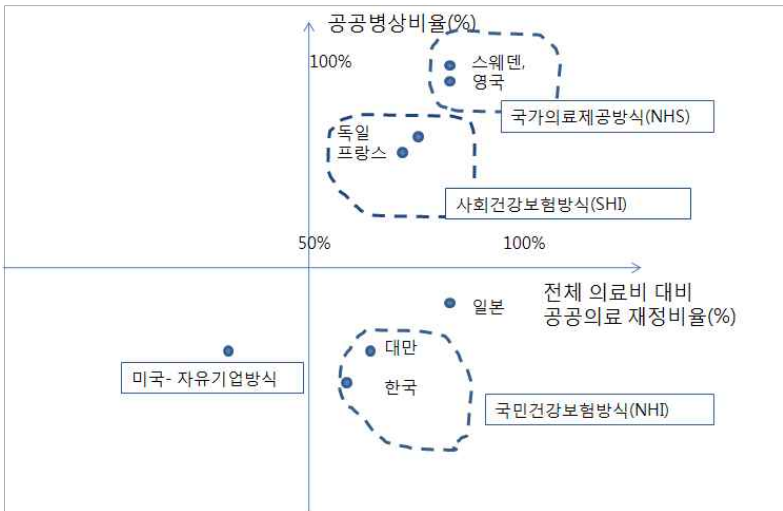 공공병상비율(%)
100%
스웨덴,
영국
국가의료제공방식(NHS)
독일
프랑스
사회건강보험방식(SHI)
50%
100%
전체 의료비 대비
공공의료 재정비율(%)
일본
대만
미국- 자유기업방식
한국
국민건강보험방식(NHI)